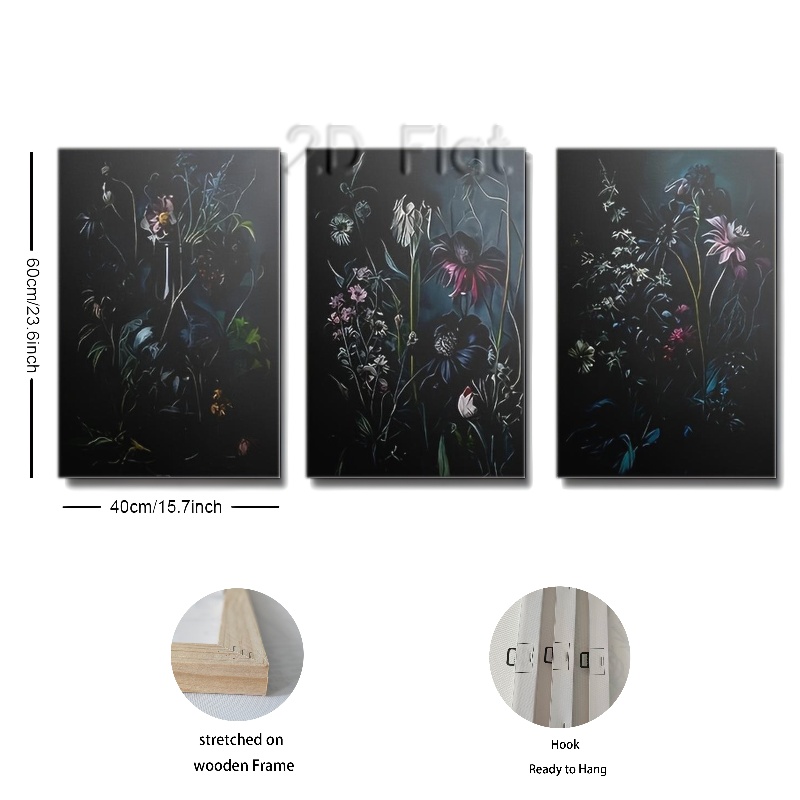 2D Flat
60cm/23.6inch
40cm/15.7inch
stretched on
wooden Frame
Hook
Ready to Hang